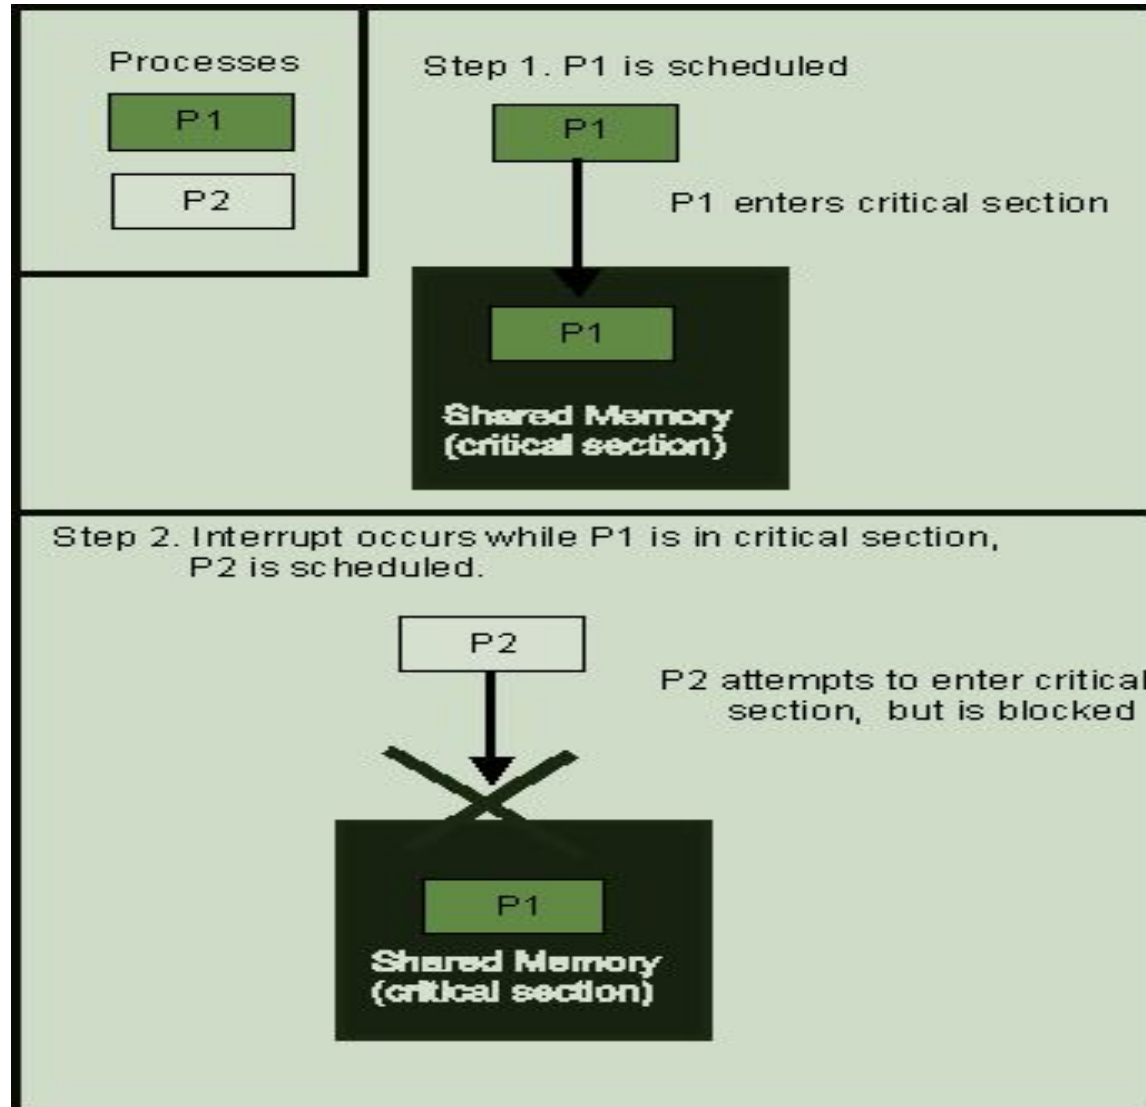 Processes
P1
P2
Step 1. P1 is scheduled
P1
P1 enters critical section
P1
Shared Memory
(critical section)
Step 2. Interrupt occurs while P1 is in critical section,
P2 is scheduled.
P2
P2 attempts to enter critical
section, but is blocked
P1
Shared Memory
(critical section)